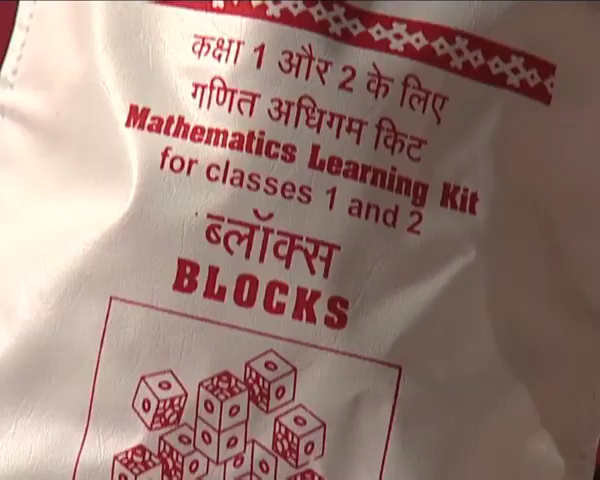 कक्षा 1 और 2 के लिए
गणित अधिगम किट
Mathematics Learning Kit
for classes 1 and 2
ब्लॉक्स
BLOCKS